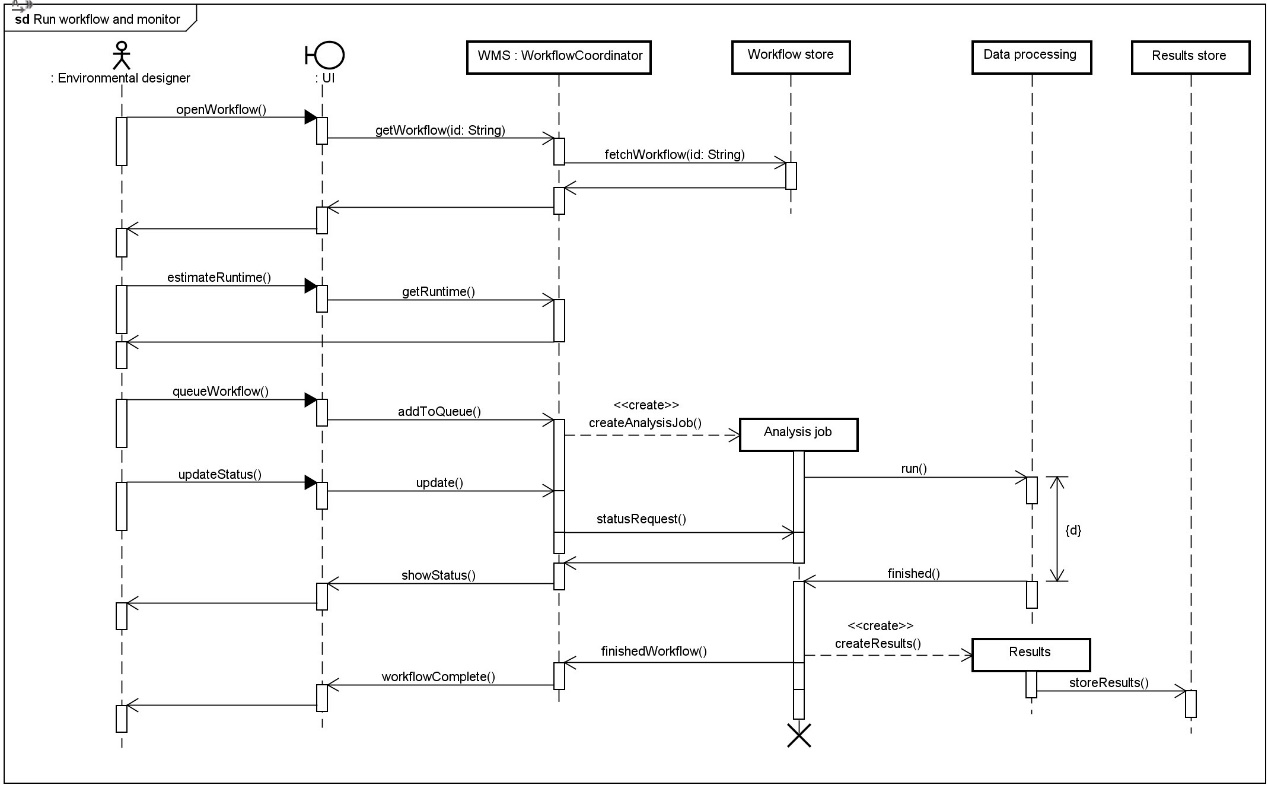 sd Run workflow and monitor
: Environmental designer
: UI
WMS : WorkflowCoordinator
Workflow store
Data processing
Results store
openWorkflow()
getWorkflow(id: String)
fetchWorkflow(id: String)
estimateRuntime()
getRuntime()
queueWorkflow()
addToQueue()
<<create>>
createAnalysisJob()
Analysis job
updateStatus()
update()
run()
statusRequest()
{d}
showStatus()
finished()
<<create>>
createResults()
finishedWorkflow()
Results
workflowComplete()
storeResults()